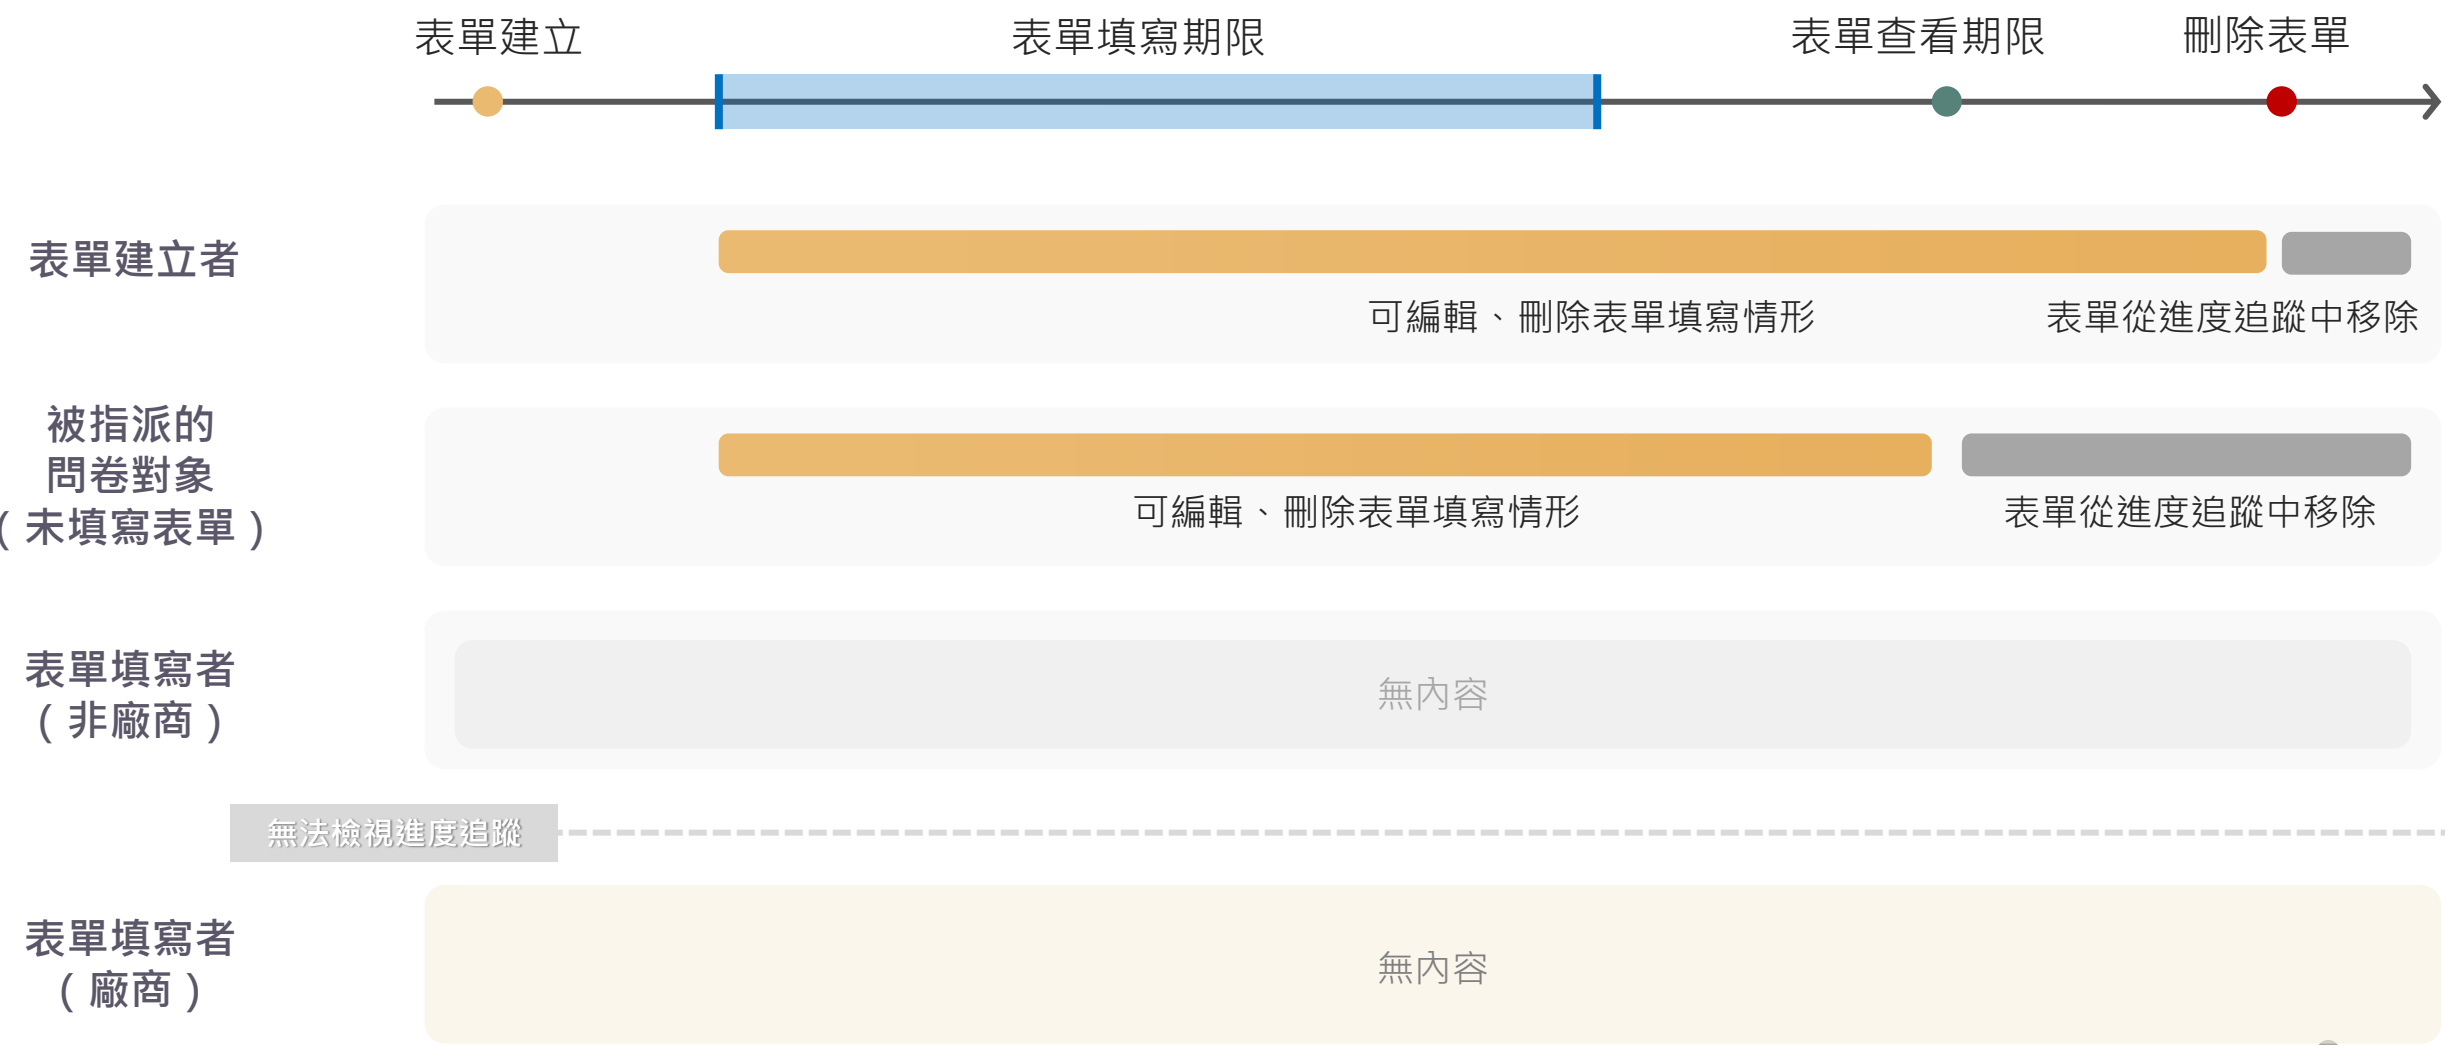 表單建立
表單填寫期限
表單查看期限
刪除表單
表單建立者
可編輯、刪除表單填寫情形
表單從進度追蹤中移除
被指派的
問卷對象
（未填寫表單）
可編輯、刪除表單填寫情形
表單從進度追蹤中移除
表單填寫者
（非廠商）
無內容
無法檢視進度追蹤
表單填寫者
（廠商）
無內容